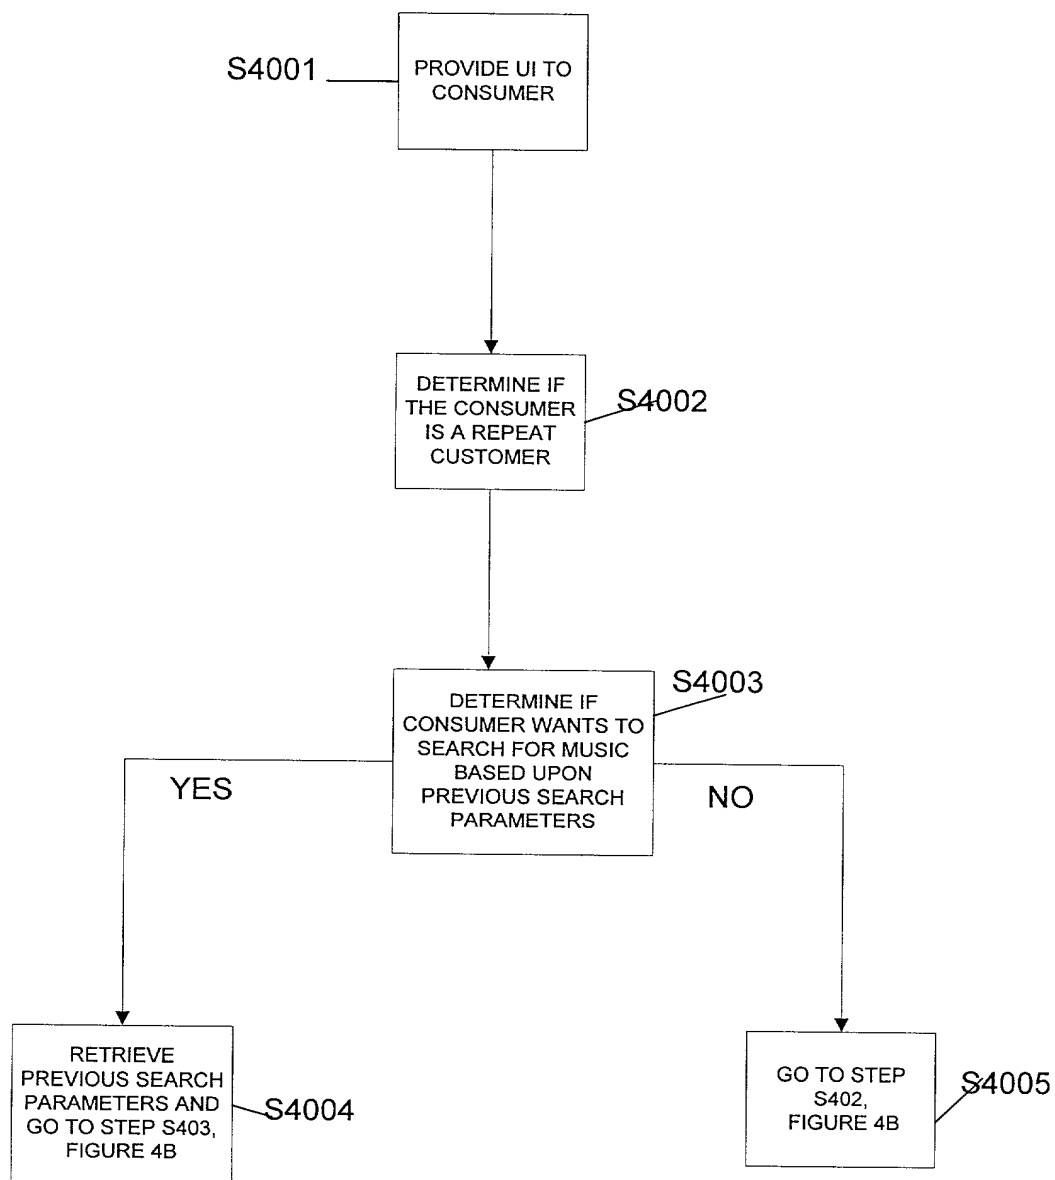 S4001
PROVIDE UI TO
CONSUMER
DETERMINE IF
THE CONSUMER
IS A REPEAT
CUSTOMER
S4002
S4003
DETERMINE IF
CONSUMER WANTS TO
SEARCH FOR MUSIC
BASED UPON
PREVIOUS SEARCH
PARAMETERS
YES
NO
RETRIEVE
PREVIOUS SEARCH
PARAMETERS AND
GO TO STEP S403,
FIGURE 4B
S4004
GO TO STEP
S402,
FIGURE 4B
S4005